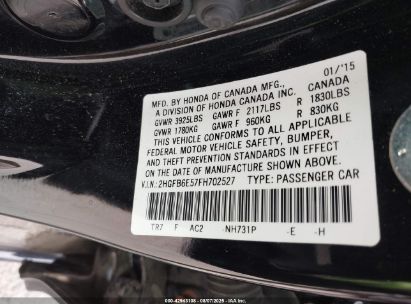 01/'15
MFD. BY HONDA OF CANADA MFG.,
A DIVISION OF HONDA CANADA INC. CANADA
GVWR 3925LBS GAWR F 2117LBS R 1830LBS
GVWR 1780KG GAWR F 960KG R 830KG
THIS VEHICLE CONFORMS TO ALL APPLICABLE
FEDERAL MOTOR VEHICLE SAFETY, BUMPER,
AND THEFT PREVENTION STANDARDS IN EFFECT
ON THE DATE OF MANUFACTURE SHOWN ABOVE.
V.I.N.: 2HGFB6E57FH702527 TYPE: PASSENGER CAR
TR7 F AC2 -NH731P -E -H